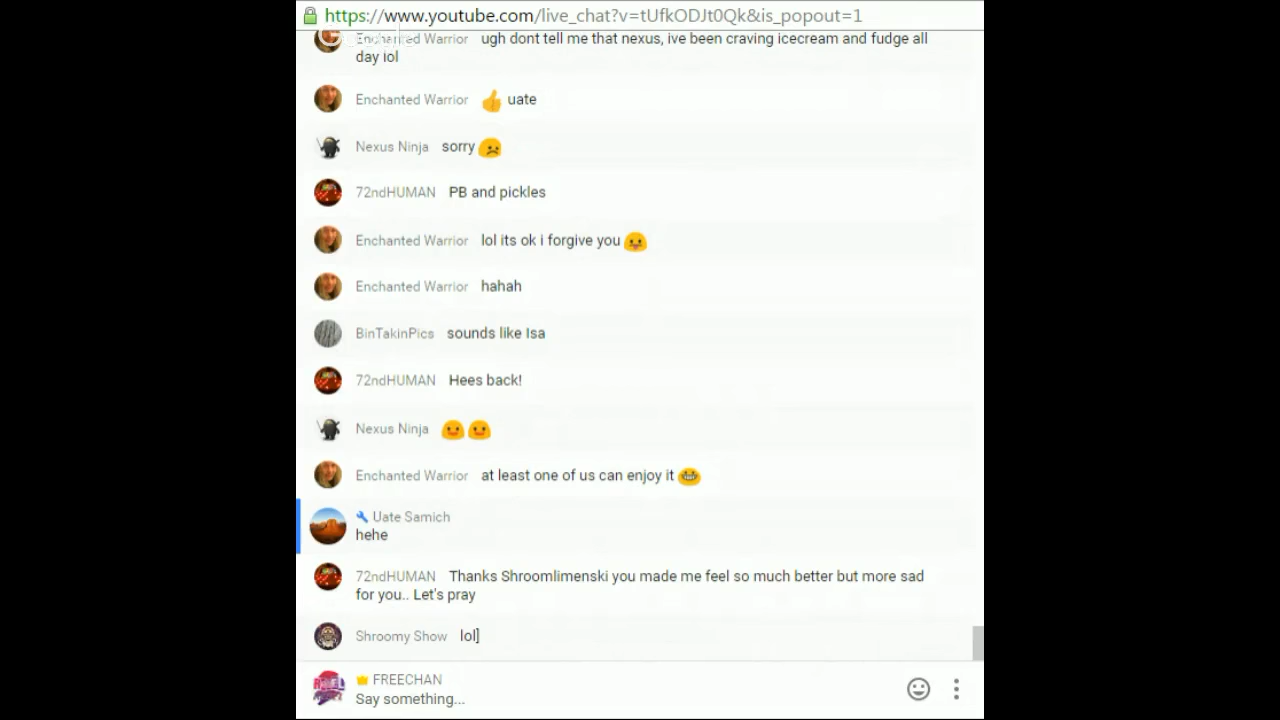 https://www.youtube.com/live_chat?v=tUfkODJt0Qk&is_popout=1
Enchanted Warrior ugh dont tell me that nexus, ive been craving icecream and fudge all
day iol
Enchanted Warrior 👍 uate
Nexus Ninja sorry
72ndHUMAN PB and pickles
Enchanted Warrior lol its ok i forgive you
Enchanted Warrior hahah
BinTakinPics sounds like Isa
72ndHUMAN Hees back!
Nexus Ninja
Enchanted Warrior at least one of us can enjoy it
Uate Samich
hehe
72ndHUMAN Thanks Shroomlimenski you made me feel so much better but more sad
for you.. Let's pray
Shroomy Show lol]
FREECHAN
Say something...